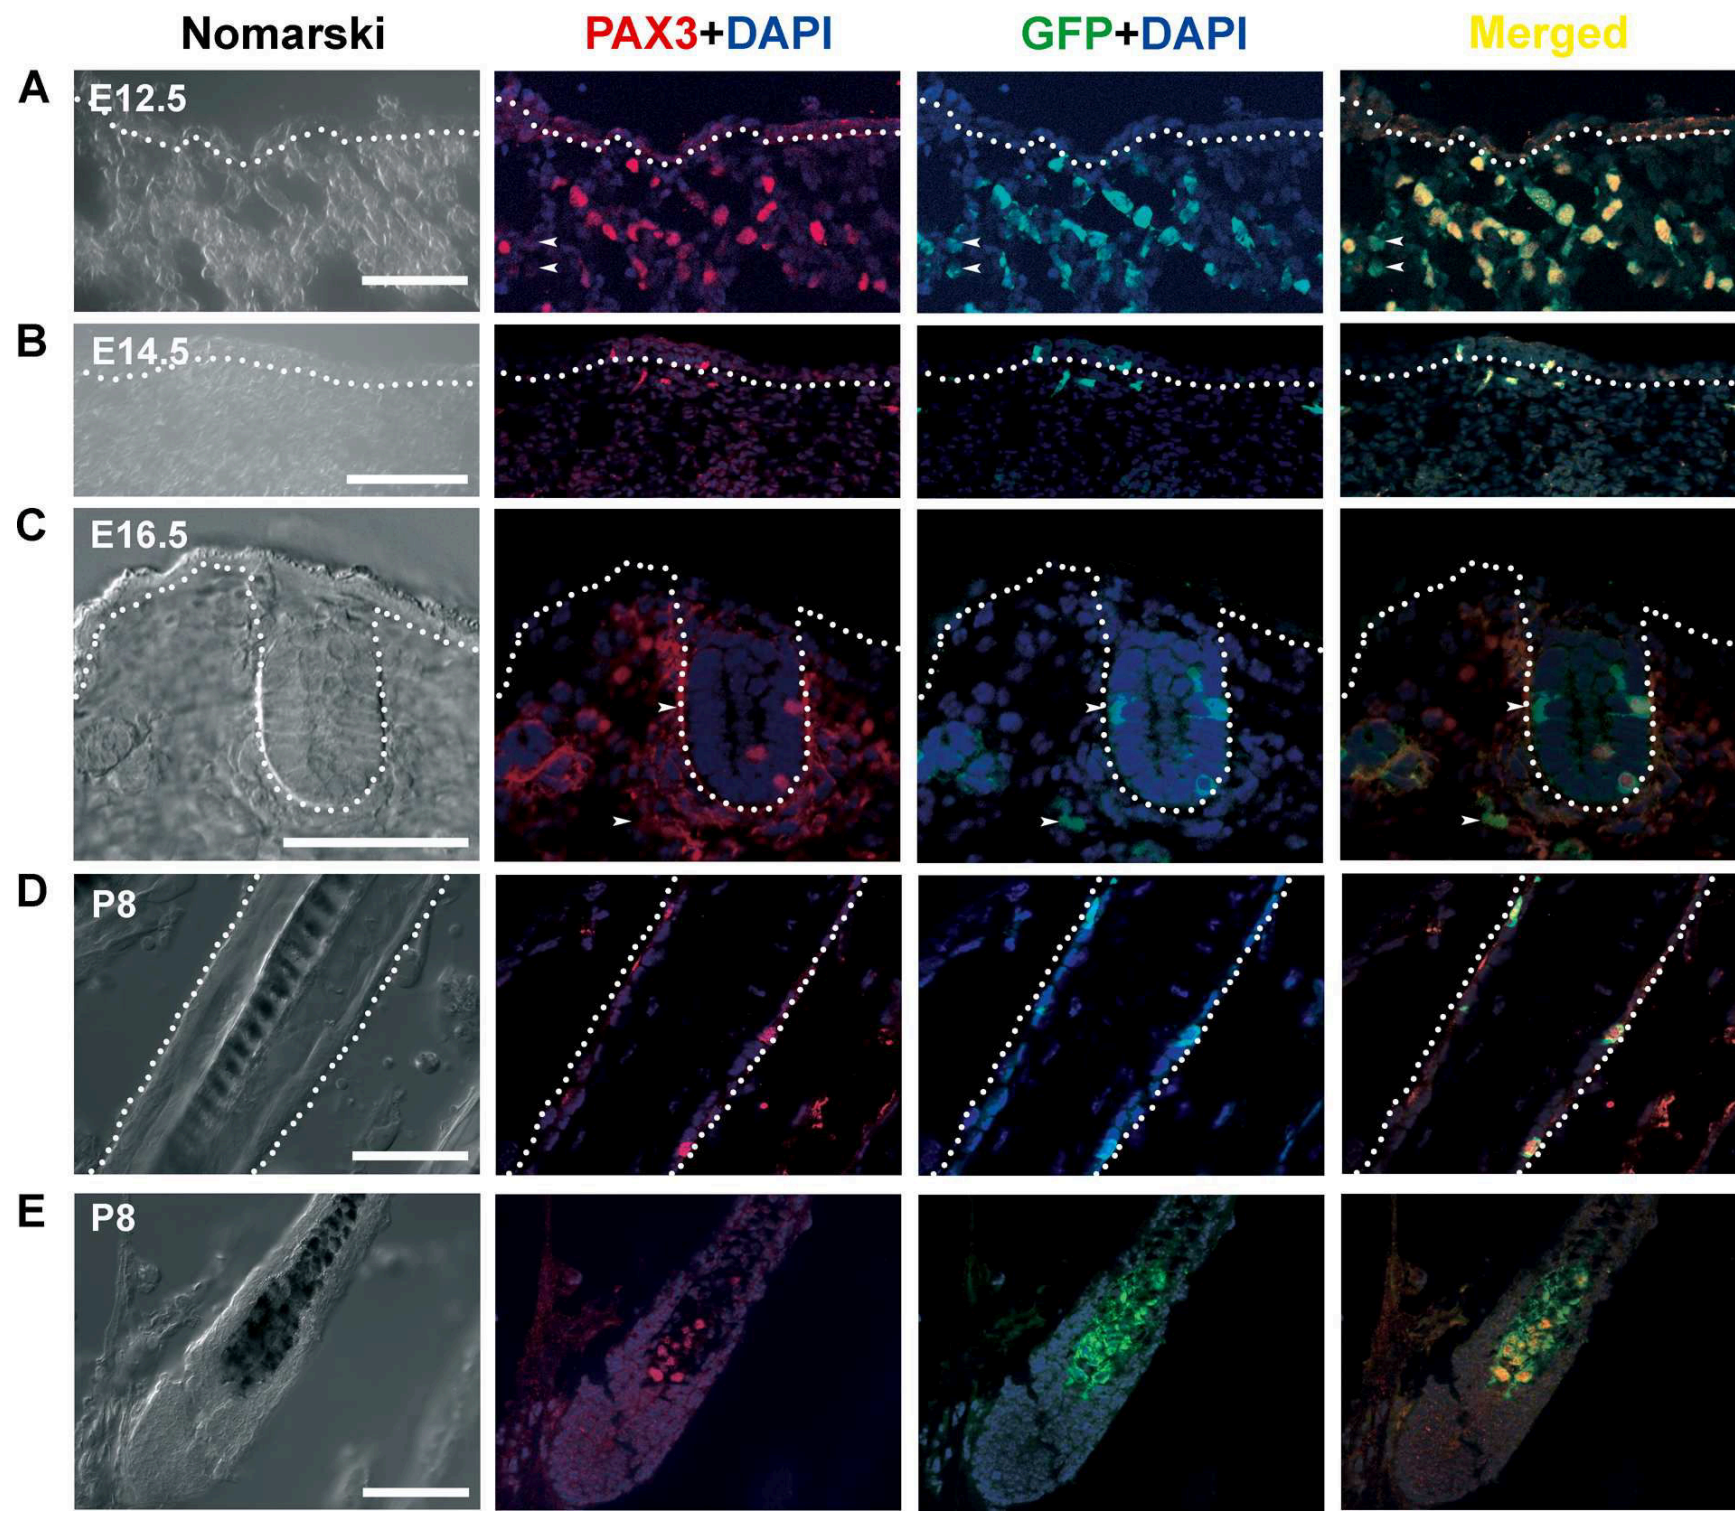 Nomarski PAX3+DAPI GFP+DAPI Merged
A E12.5
B E14.5
C E16.5
D P8
E P8